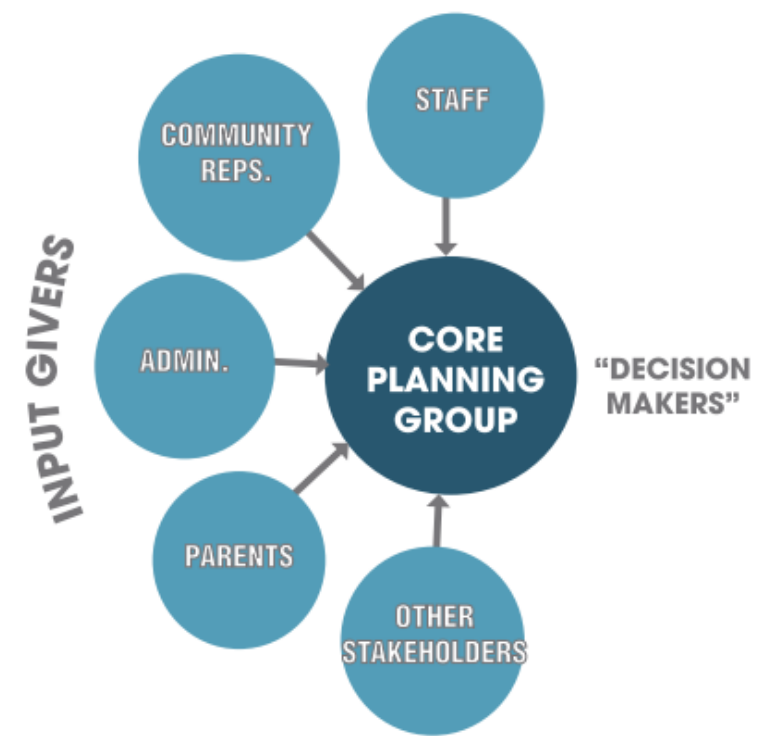 STAFF
COMMUNITY
REPS.
INPUT GIVERS
ADMIN.
CORE
PLANNING
GROUP
“DECISION
MAKERS”
PARENTS
OTHER
STAKEHOLDERS